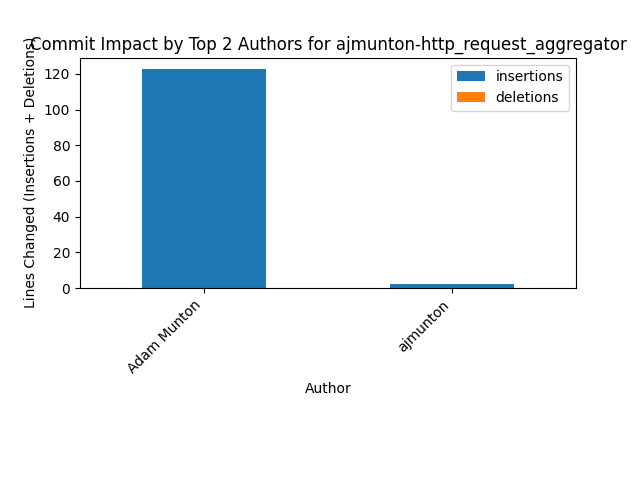 Commit Impact by Top 2 Authors for ajmunton-http_request_aggregator
Lines Changed (Insertions + Deletions)
120
100
80
60
40
20
0
insertions
deletions
Adam Munton
ajmunton
Author